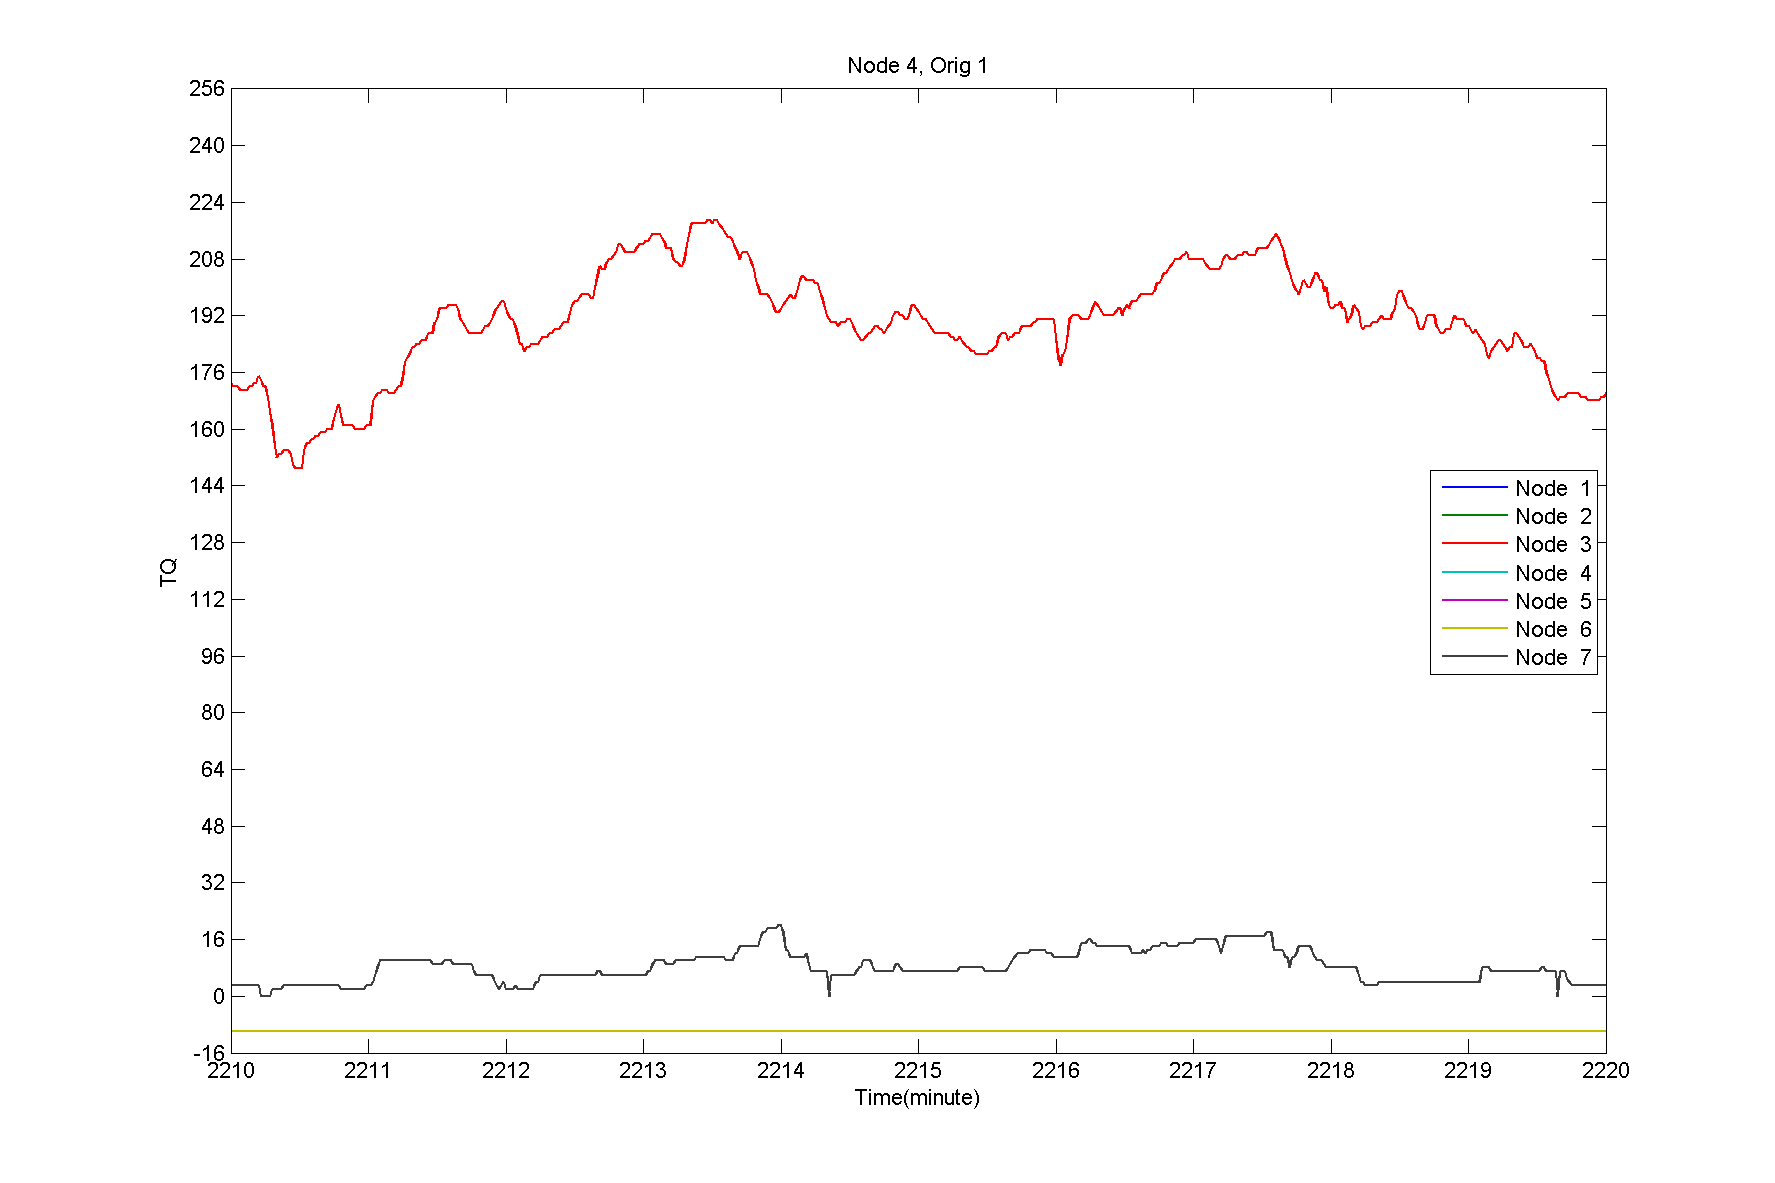 Node 4, Orig 1
256
240
224
208
192
176
160
144
128
112
96
80
64
48
32
16
0
-16
TQ
Node 1
Node 2
Node 3
Node 4
Node 5
Node 6
Node 7
2210 2211 2212 2213 2214 2215 2216 2217 2218 2219 2220
Time(minute)